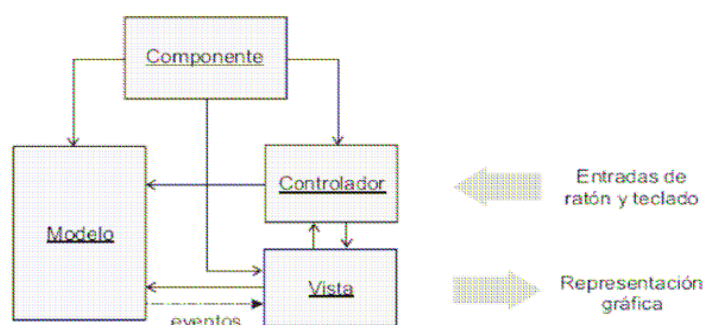 Componente
Modelo
Controlador
Vista
eventos
Entradas de
ratón y teclado
Representación
gráfica